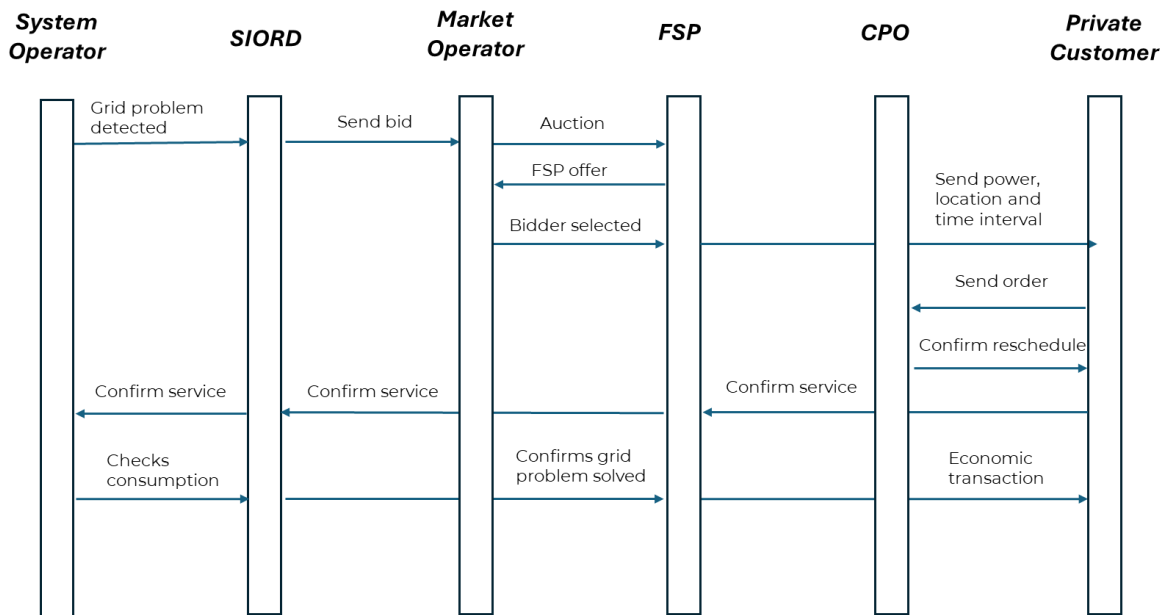 System
Operator
SIORD
Market
Operator
FSP
CPO
Private
Customer
Grid problem
detected
Send bid
Auction
FSP offer
Send power,
location and
time interval
Bidder selected
Send order
Confirm reschedule
Confirm service
Confirm service
Confirm service
Checks
consumption
Confirms grid
problem solved
Economic
transaction